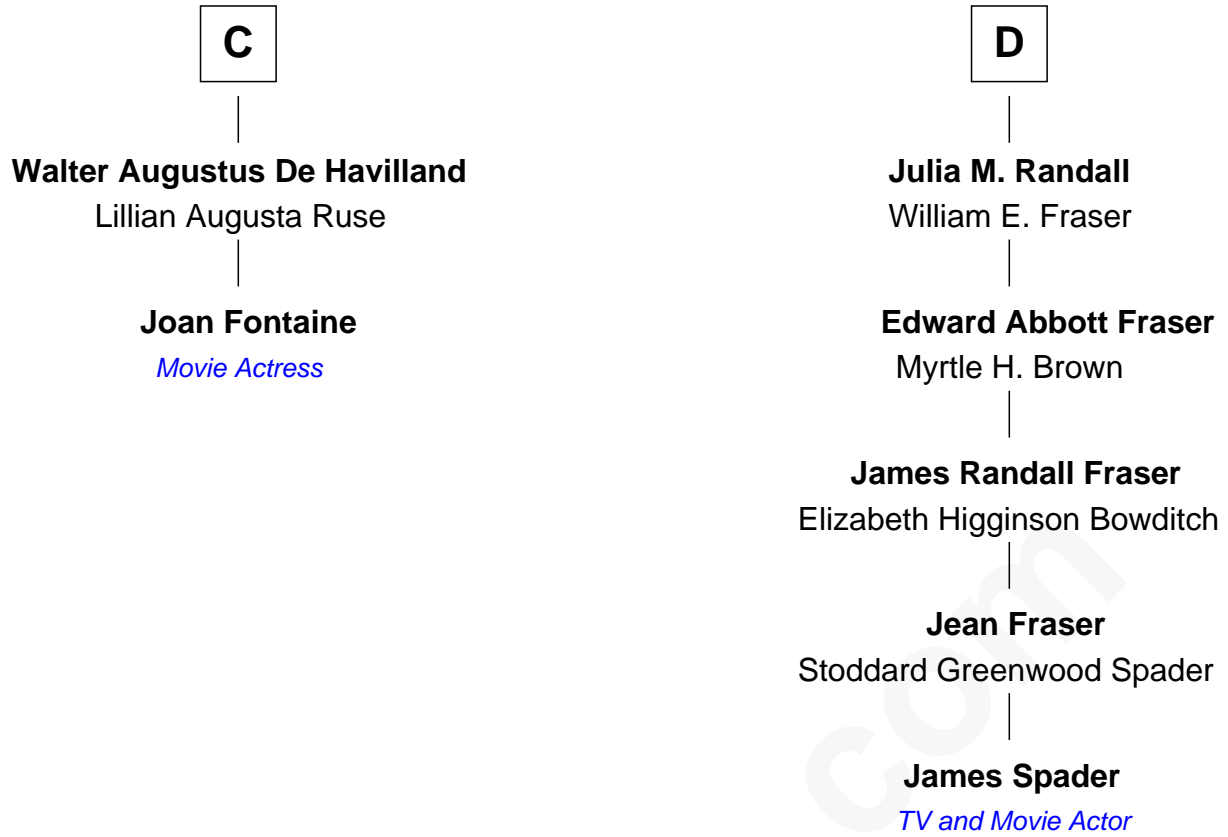 C
Walter Augustus De Havilland
Lillian Augusta Ruse
Joan Fontaine
Movie Actress
D
Julia M. Randall
William E. Fraser
Edward Abbott Fraser
Myrtle H. Brown
James Randall Fraser
Elizabeth Higginson Bowditch
Jean Fraser
Stoddard Greenwood Spader
James Spader
TV and Movie Actor
com